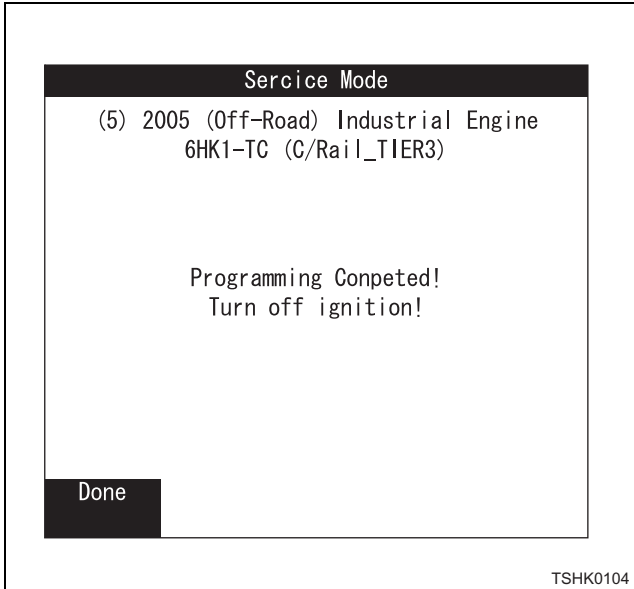 Sercice Mode
(5) 2005 (Off-Road) Industrial Engine
6HK1-TC (C/Rail_TIER3)
Programming Conpeted!
Turn off ignition!
Done
TSHK0104